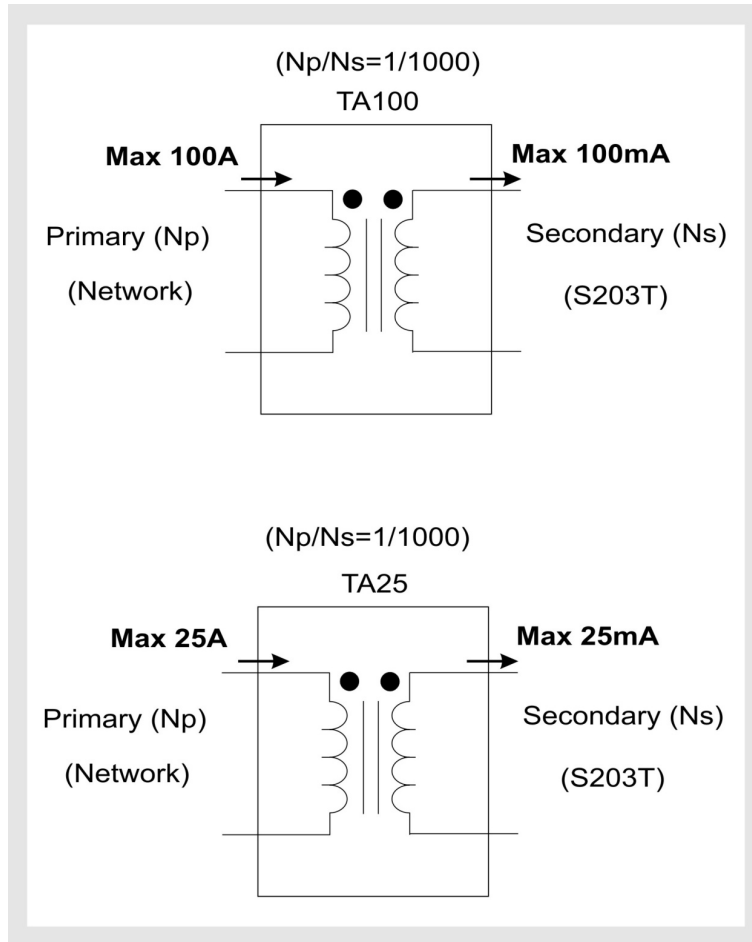 (Np/Ns=1/1000)
TA100
Max 100A
Max 100mA
Primary (Np)
Secondary (Ns)
(Network)
(S203T)
(Np/Ns=1/1000)
TA25
Max 25A
Max 25mA
Primary (Np)
Secondary (Ns)
(Network)
(S203T)